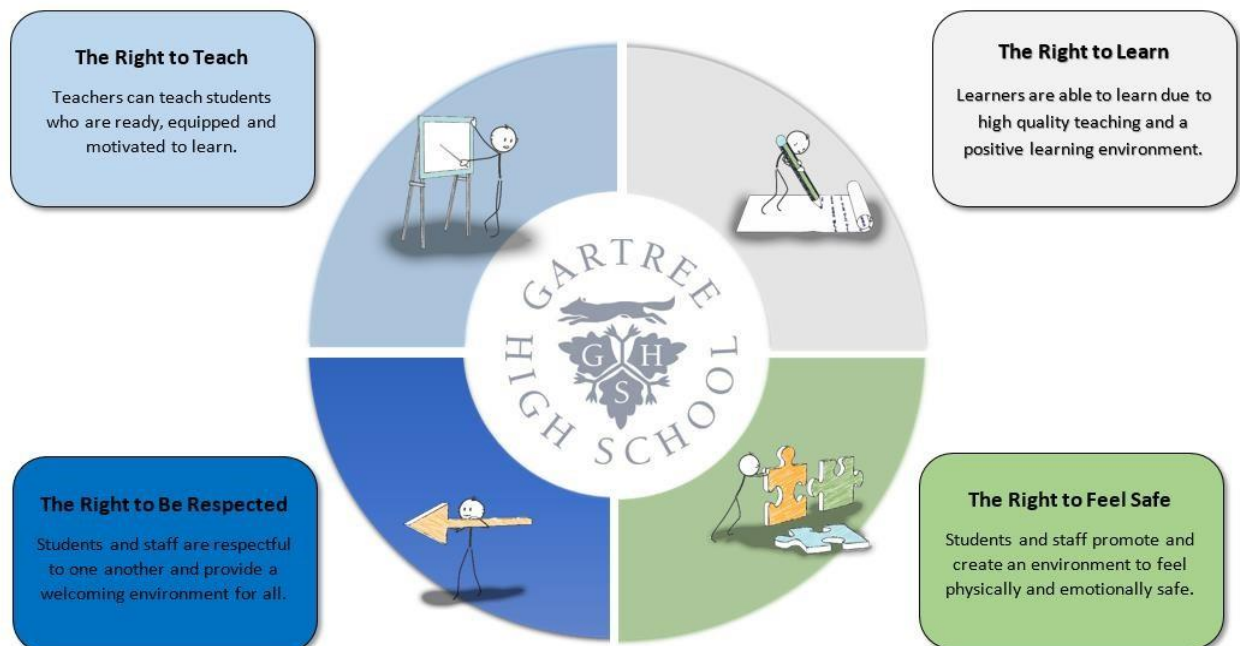 The Right to Teach
Teachers can teach students
who are ready, equipped and
motivated to learn.
The Right to Learn
Learners are able to learn due to
high quality teaching and a
positive learning environment.
GARTREE
HIGH SCHOOL
G H
S
The Right to Be Respected
Students and staff are respectful
to one another and provide a
welcoming environment for all.
The Right to Feel Safe
Students and staff promote and
create an environment to feel
physically and emotionally safe.